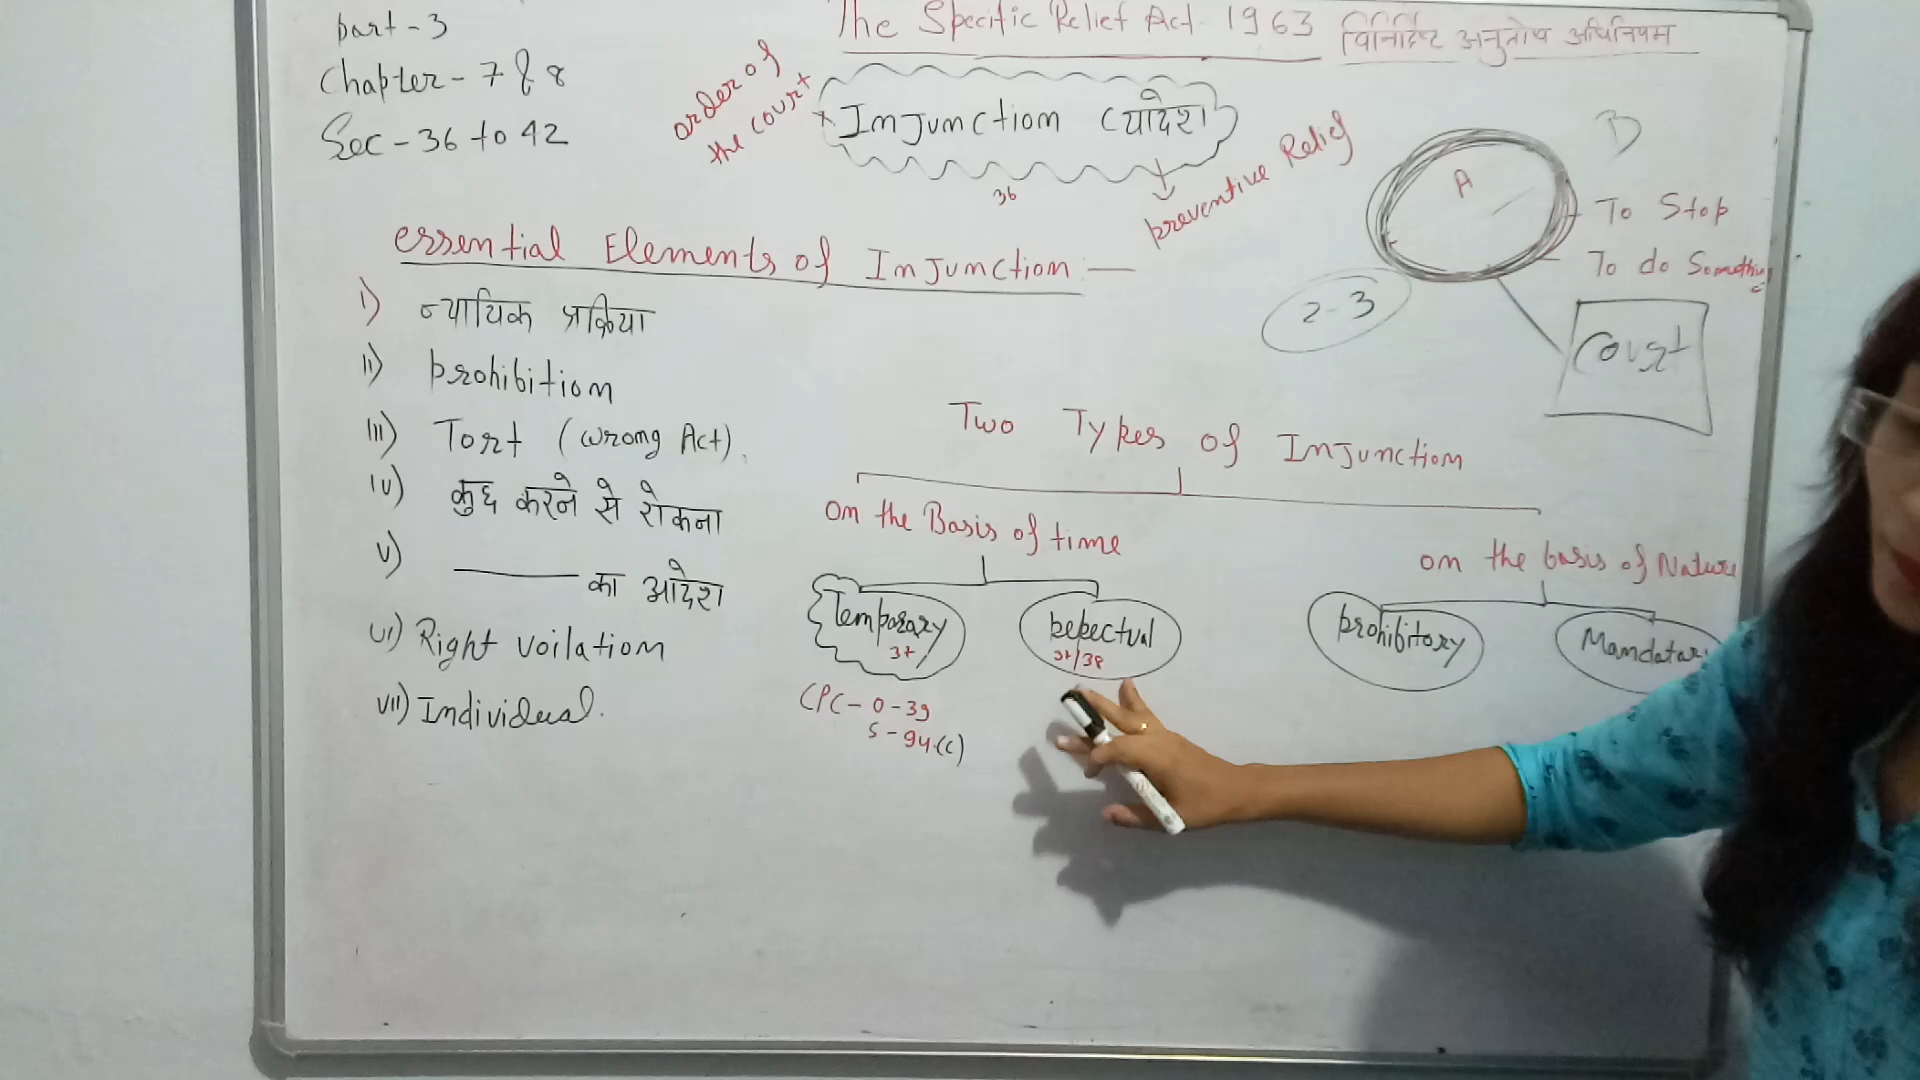 part-3
Chapter-7 & 8
Sec-36 to 42
The Specific Relief Act 1963 विनिर्दिष्ट अनुतोष अधिनियम
order of
the court
Injunction (व्यादेश)
36
preventive Relief
A
B
To Stop
To do Something
2-3
Court
essential Elements of Injunction:—
i) न्यायिक प्रक्रिया
ii) prohibition
iii) Tort (wrong Act).
iv) कुछ करने से रोकना
v) ——— का आदेश
vi) Right voilation
vii) Individual.
Two Types of Injunction
on the Basis of time
on the basis of Nature
Temporary
37
pepectual
37/38
prohibitory
Mandatar
CPC-0-39
S-94(c)